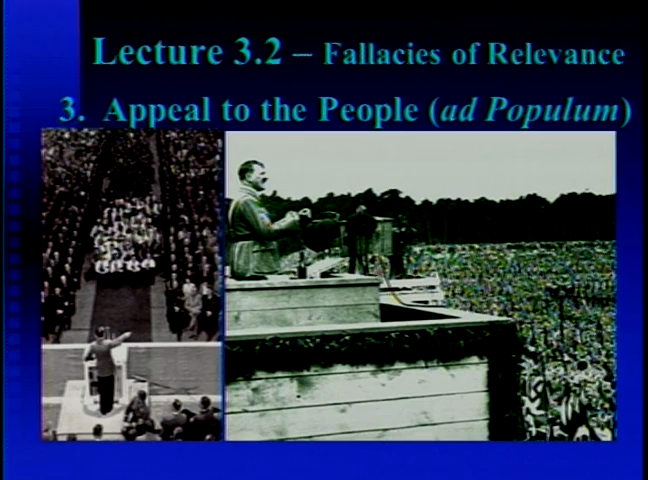 Lecture 3.2 – Fallacies of Relevance
3. Appeal to the People (ad Populum)